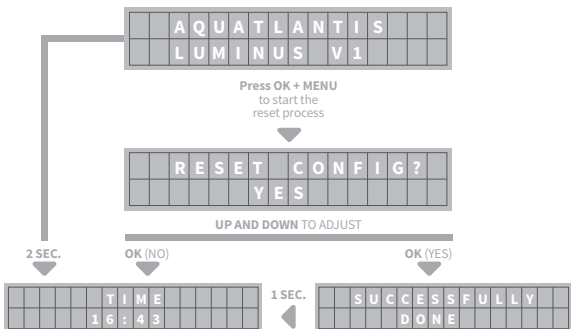 AQUATLANTIS
LUMINUS V1
Press OK + MENU
to start the
reset process
RESET CONFIG?
YES
UP AND DOWN TO ADJUST
2 SEC.
OK (NO)
OK (YES)
TIME
16:43
1 SEC.
SUCCESSFULLY
DONE